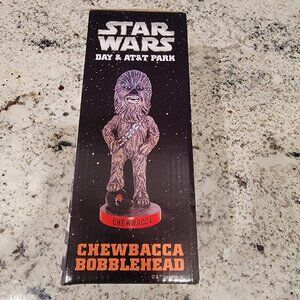 STAR
WARS
DAY & AT&T PARK
CHEWBACCA
CHEWBACCA
BOBBLEHEAD